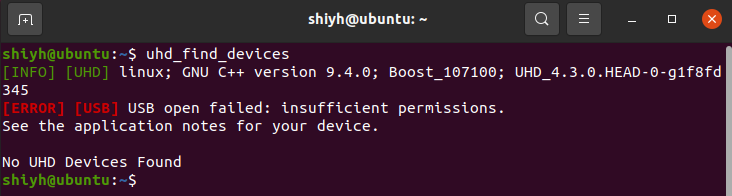 shiyh@ubuntu: ~
shiyh@ubuntu:~$ uhd_find_devices
[INFO] [UHD] linux; GNU C++ version 9.4.0; Boost_107100; UHD_4.3.0.HEAD-0-g1f8fd
345
[ERROR] [USB] USB open failed: insufficient permissions.
See the application notes for your device.
No UHD Devices Found
shiyh@ubuntu:~$